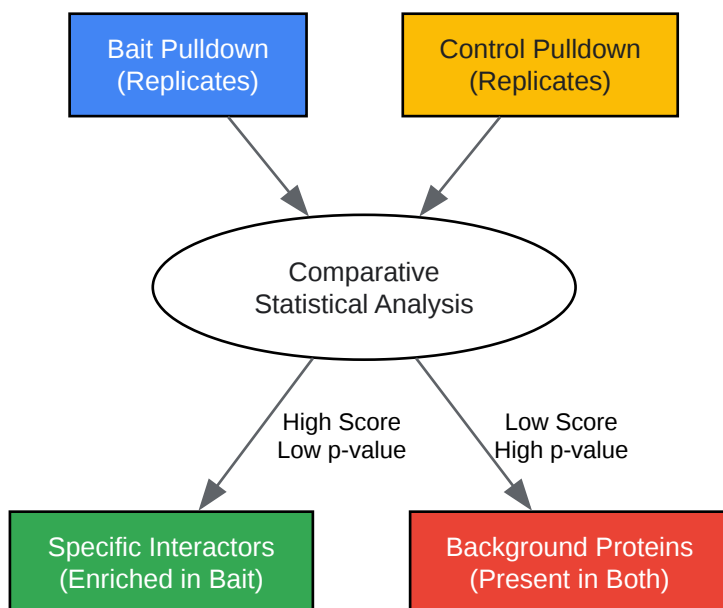 Bait Pulldown
(Replicates)
Control Pulldown
(Replicates)
Comparative
Statistical Analysis
High Score
Low p-value
Low Score
High p-value
Specific Interactors
(Enriched in Bait)
Background Proteins
(Present in Both)